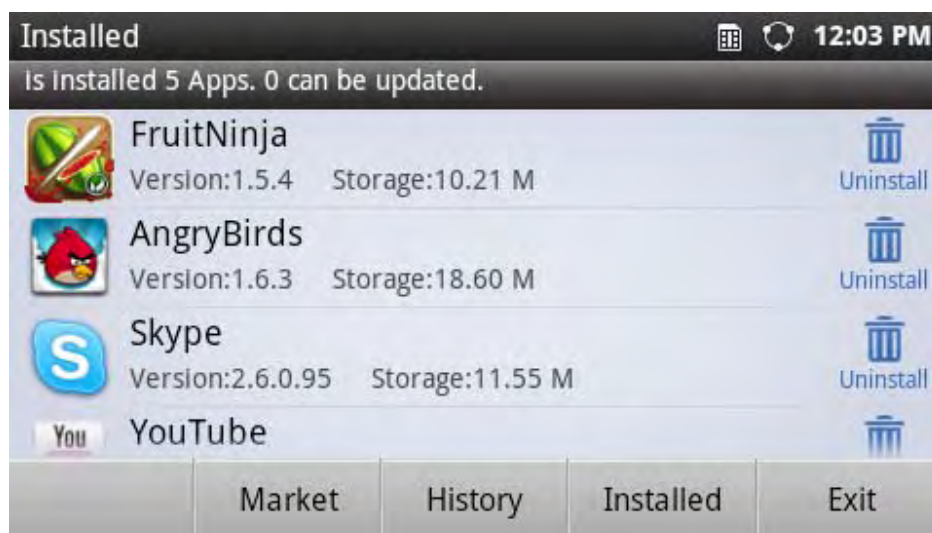 Installed
12:03 PM
is installed 5 Apps. 0 can be updated.
FruitNinja
Version:1.5.4 Storage:10.21 M
Uninstall
AngryBirds
Version:1.6.3 Storage:18.60 M
Uninstall
S
Skype
Version:2.6.0.95 Storage:11.55 M
Uninstall
You
YouTube
Market
History
Installed
Exit